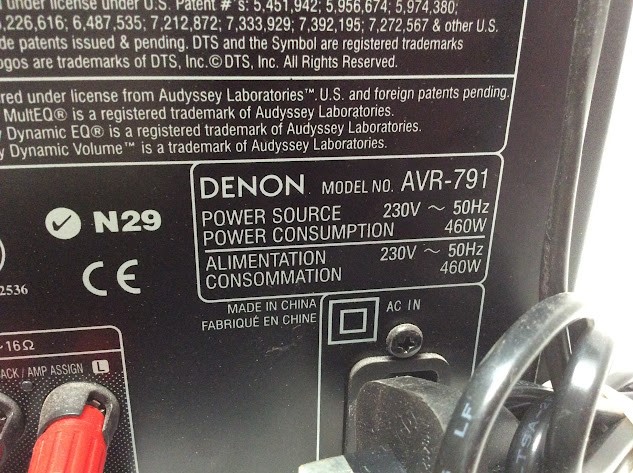 under license under U.S. Patent #'s: 5,451,942; 5,956,674; 5,974,380;
,226,616; 6,487,535; 7,212,872; 7,333,929; 7,392,195; 7,272,567 & other U.S.
de patents issued & pending. DTS and the Symbol are registered trademarks
ogos are trademarks of DTS, Inc.© DTS, Inc. All Rights Reserved.
red under license from Audyssey Laboratories™. U.S. and foreign patents pending.
MultEQ® is a registered trademark of Audyssey Laboratories.
y Dynamic EQ® is a registered trademark of Audyssey Laboratories.
y Dynamic Volume™ is a trademark of Audyssey Laboratories.
DENON MODEL NO. AVR-791
POWER SOURCE 230V ~ 50Hz
POWER CONSUMPTION 460W
ALIMENTATION 230V ~ 50Hz
CONSOMMATION 460W
N29
CE
2536
MADE IN CHINA
FABRIQUÉ EN CHINE
AC IN
~16Ω
ACK / AMP ASSIGN L
LF
TSA